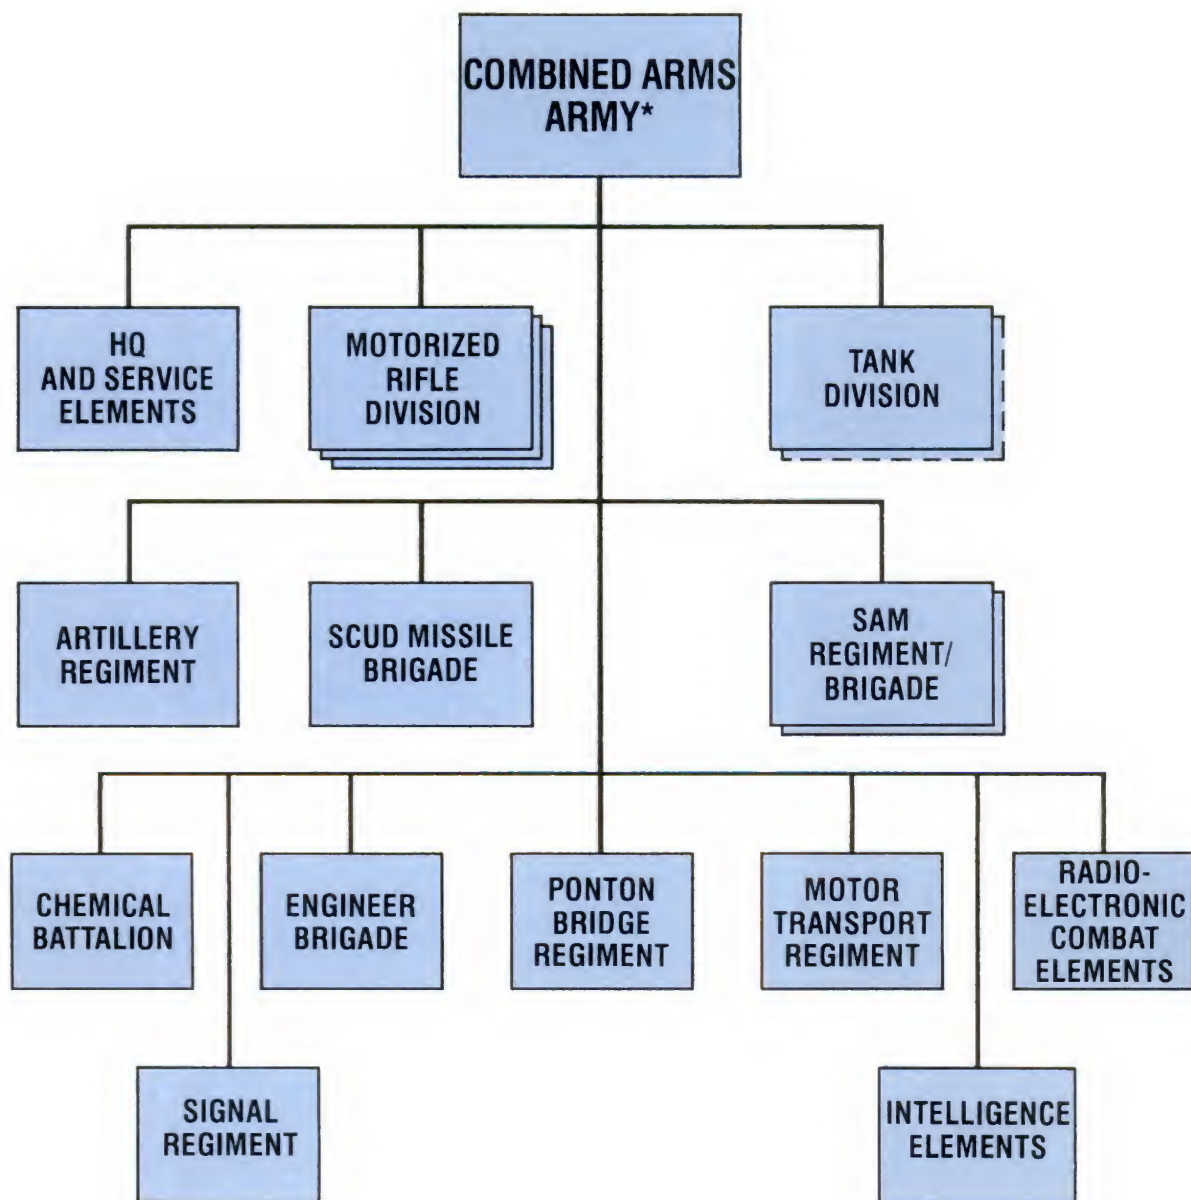 COMBINED ARMS
ARMY*
HQ
AND SERVICE
ELEMENTS
MOTORIZED
RIFLE
DIVISION
TANK
DIVISION
ARTILLERY
REGIMENT
SCUD MISSILE
BRIGADE
SAM
REGIMENT/
BRIGADE
CHEMICAL
BATTALION
ENGINEER
BRIGADE
PONTON
BRIDGE
REGIMENT
MOTOR
TRANSPORT
REGIMENT
RADIO-
ELECTRONIC
COMBAT
ELEMENTS
SIGNAL
REGIMENT
INTELLIGENCE
ELEMENTS